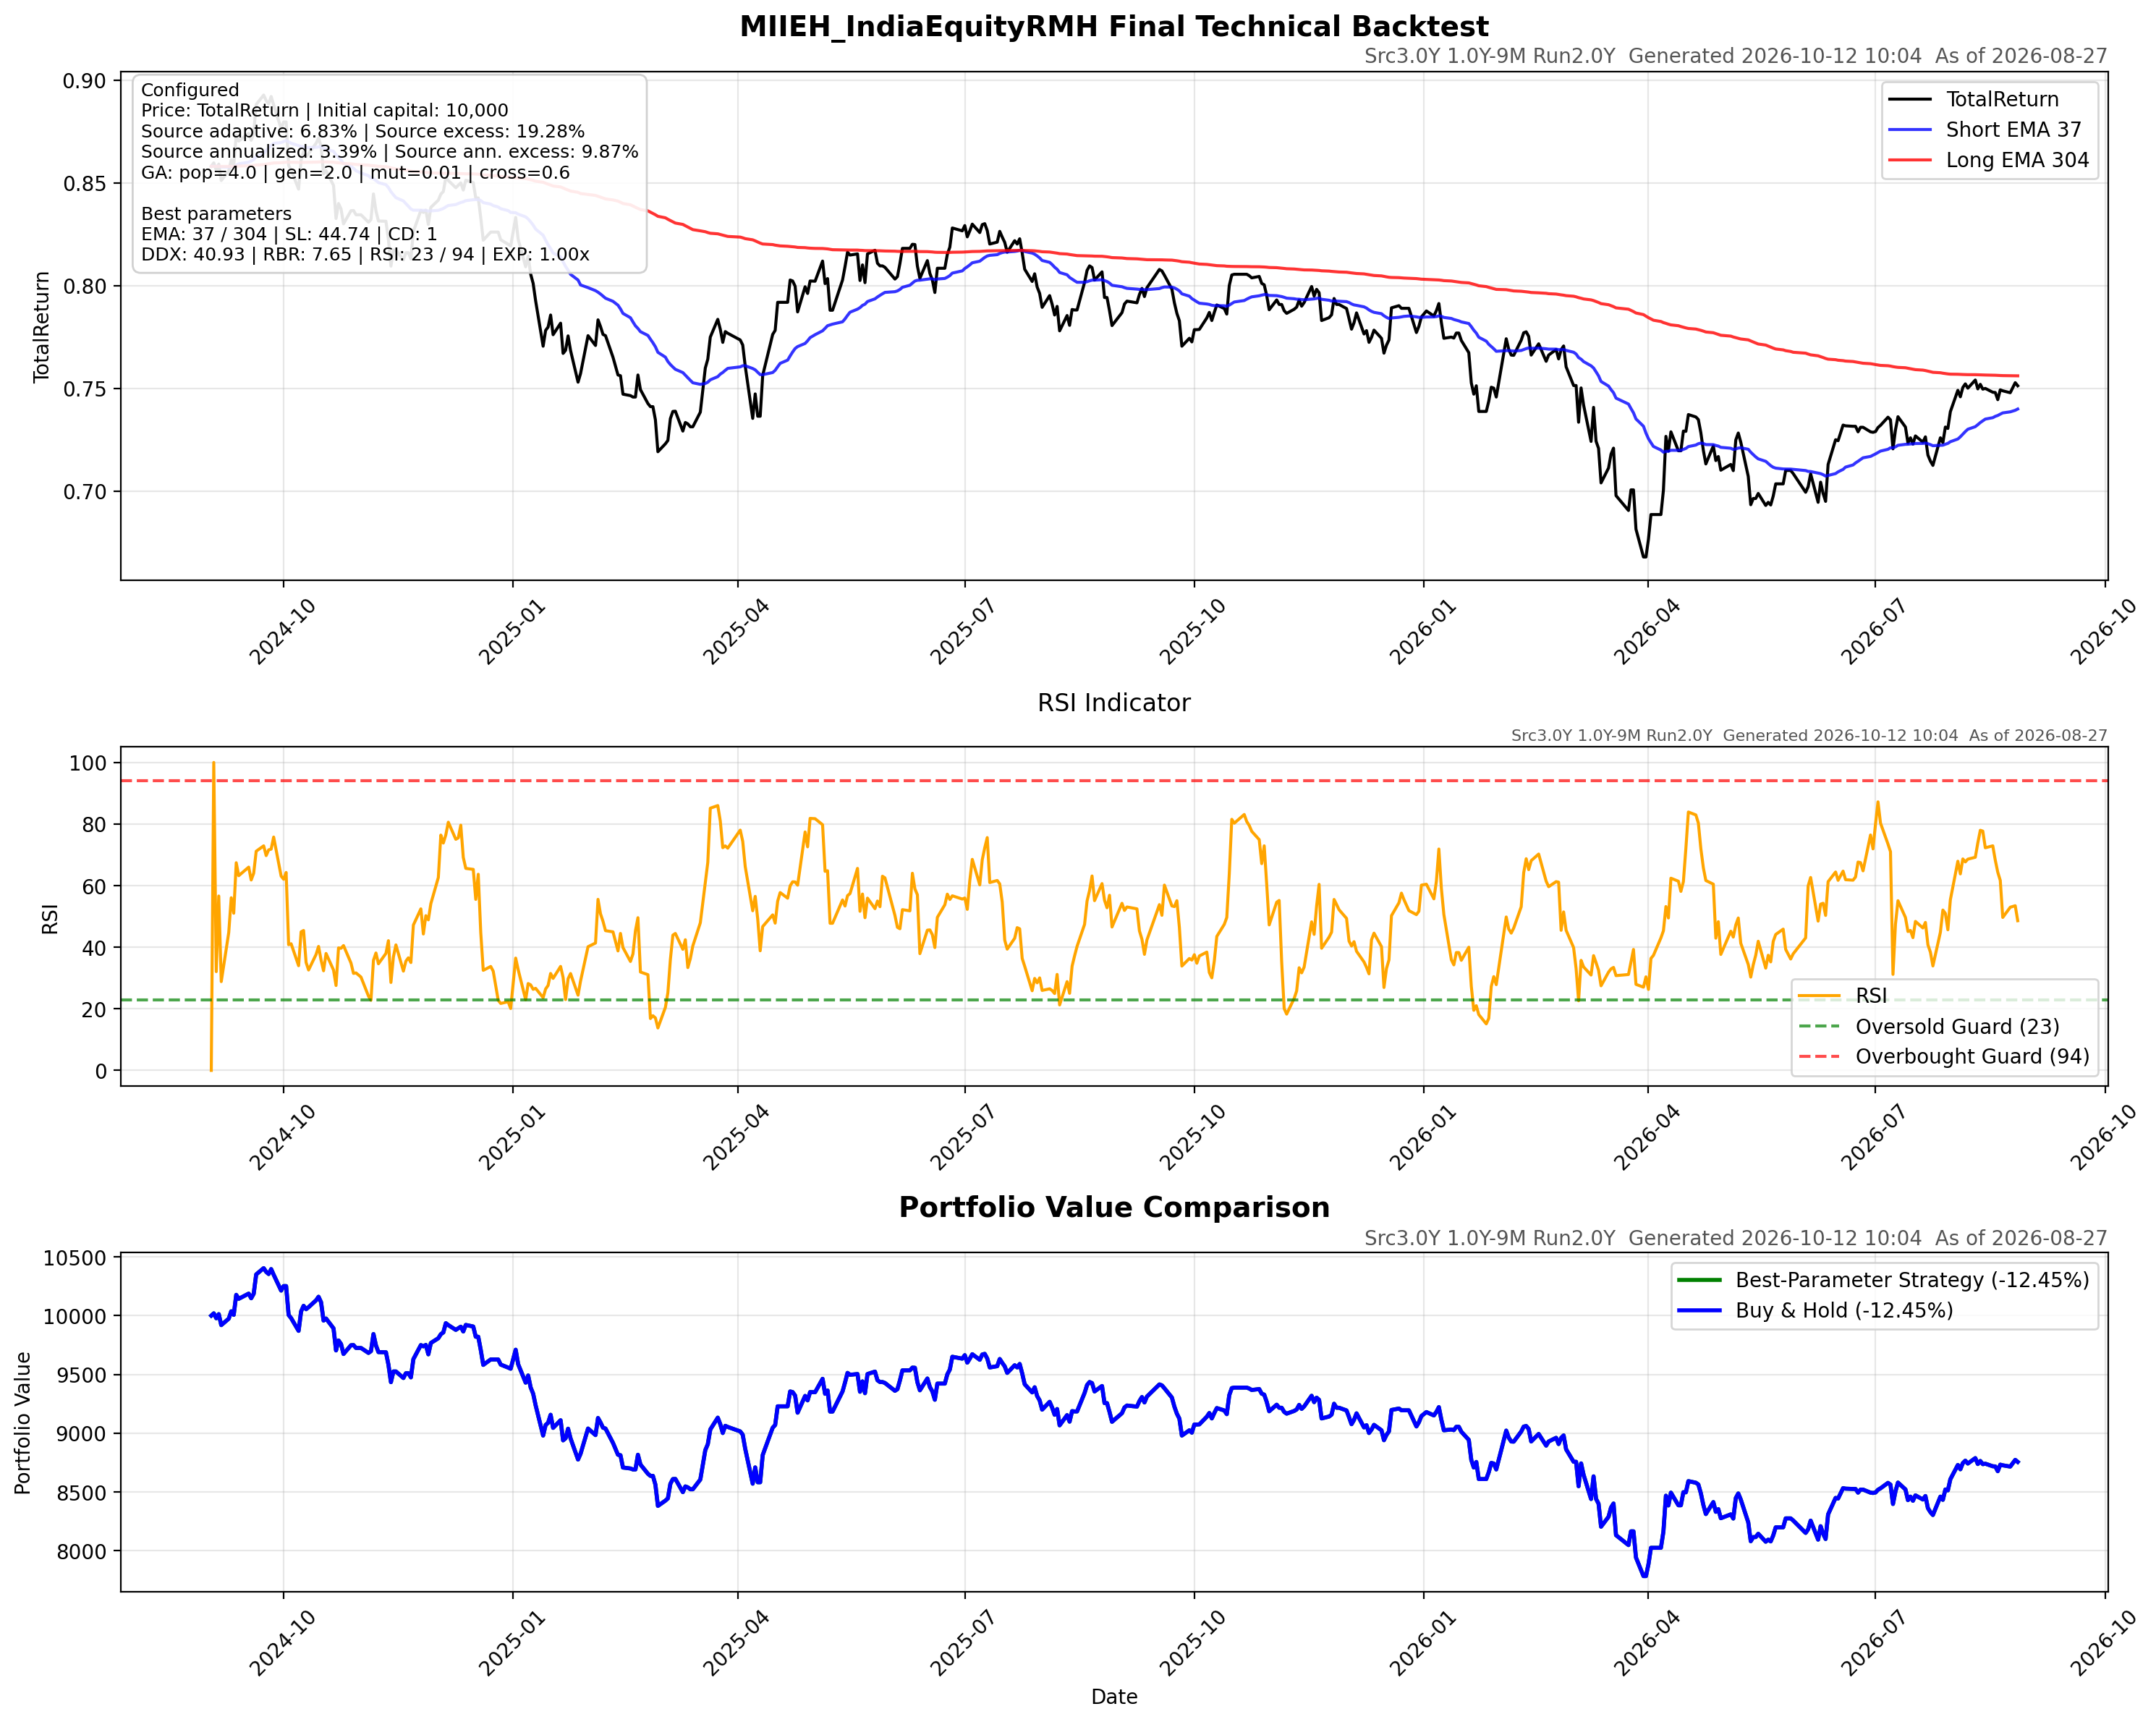 MIIEH_IndiaEquityRMH Final Technical Backtest
Src3.0Y 1.0Y-9M Run2.0Y  Generated 2026-10-12 10:04  As of 2026-08-27
Configured
Price: TotalReturn | Initial capital: 10,000
Source adaptive: 6.83% | Source excess: 19.28%
Source annualized: 3.39% | Source ann. excess: 9.87%
GA: pop=4.0 | gen=2.0 | mut=0.01 | cross=0.6
Best parameters
EMA: 37 / 304 | SL: 44.74 | CD: 1
DDX: 40.93 | RBR: 7.65 | RSI: 23 / 94 | EXP: 1.00x
TotalReturn
Short EMA 37
Long EMA 304
TotalReturn
0.90
0.85
0.80
0.75
0.70
2024-10
2025-01
2025-04
2025-07
2025-10
2026-01
2026-04
2026-07
2026-10
RSI Indicator
Src3.0Y 1.0Y-9M Run2.0Y  Generated 2026-10-12 10:04  As of 2026-08-27
RSI
100
80
60
40
20
0
RSI
Oversold Guard (23)
Overbought Guard (94)
2024-10
2025-01
2025-04
2025-07
2025-10
2026-01
2026-04
2026-07
2026-10
Portfolio Value Comparison
Src3.0Y 1.0Y-9M Run2.0Y  Generated 2026-10-12 10:04  As of 2026-08-27
Best-Parameter Strategy (-12.45%)
Buy & Hold (-12.45%)
Portfolio Value
10500
10000
9500
9000
8500
8000
2024-10
2025-01
2025-04
2025-07
2025-10
2026-01
2026-04
2026-07
2026-10
Date